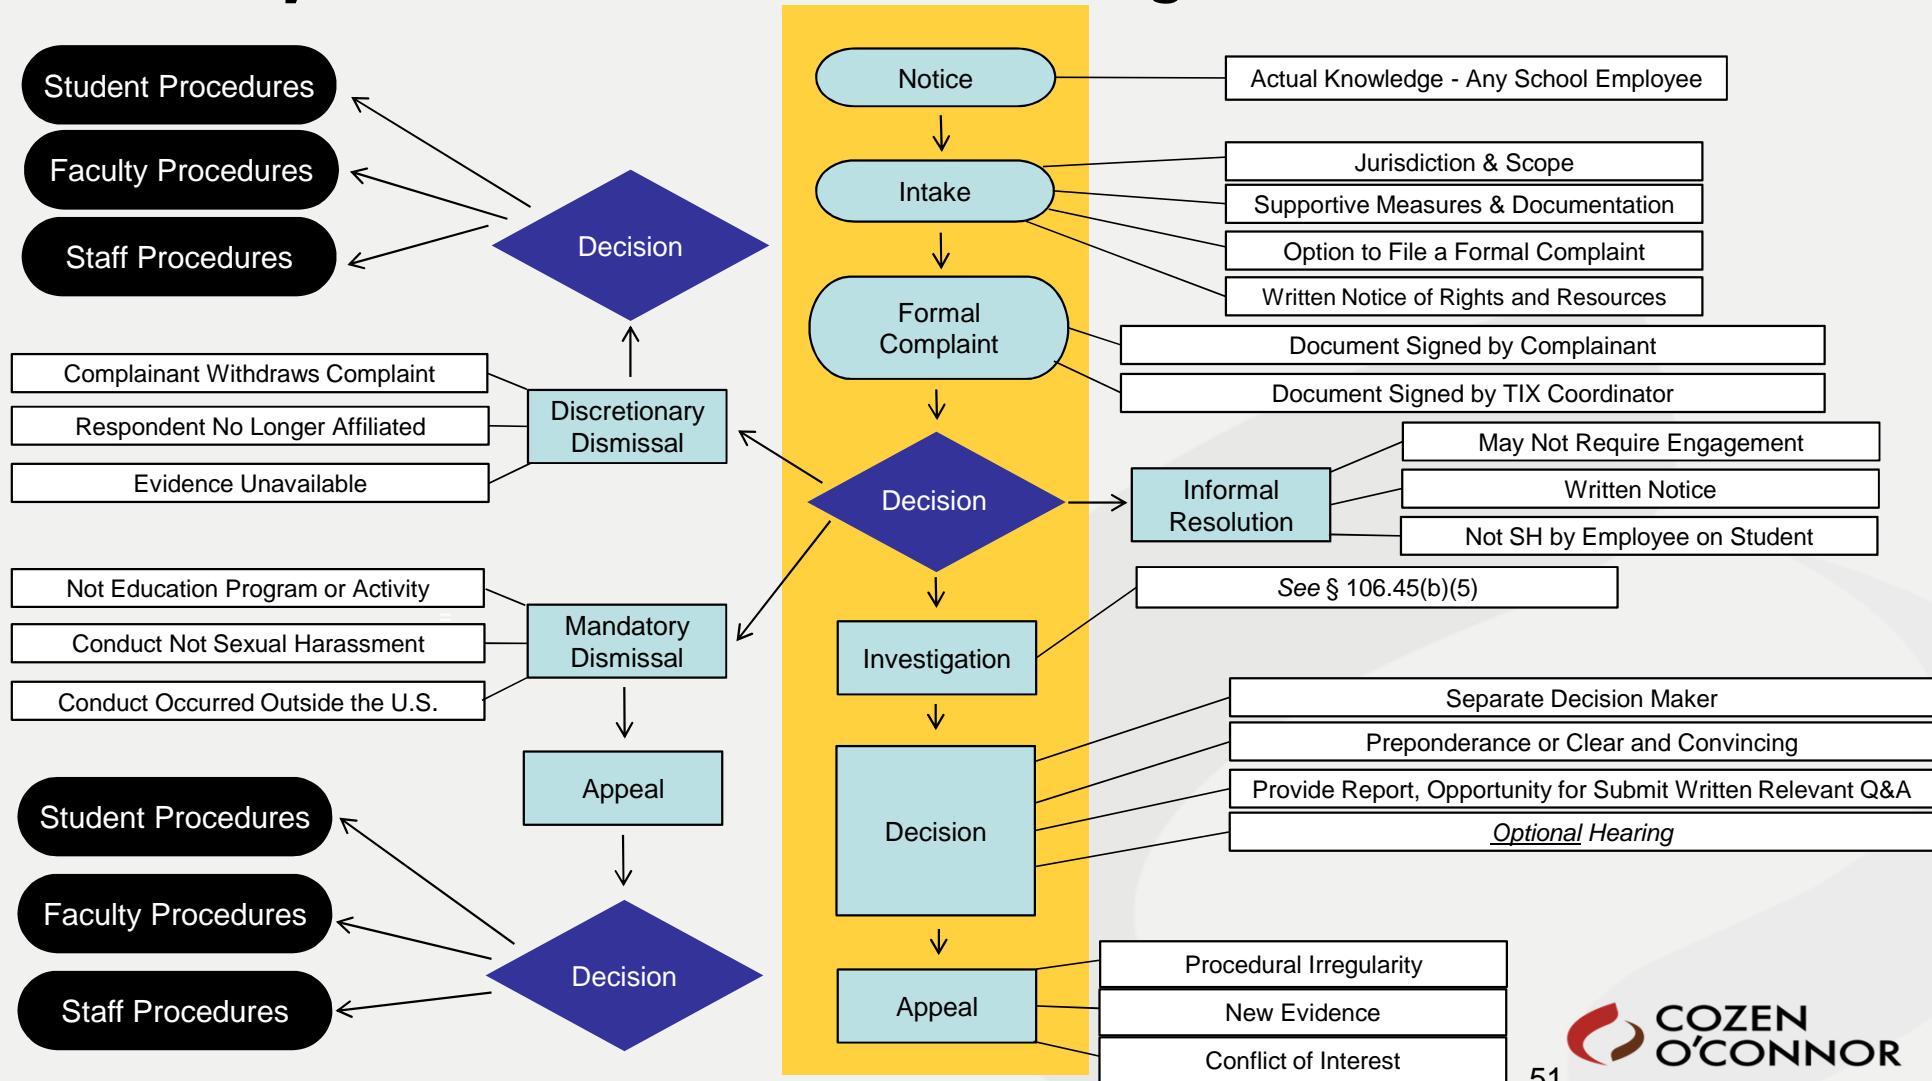 Notice
Actual Knowledge - Any School Employee
Intake
Jurisdiction & Scope
Supportive Measures & Documentation
Option to File a Formal Complaint
Written Notice of Rights and Resources
Formal
Complaint
Document Signed by Complainant
Document Signed by TIX Coordinator
Decision
Informal
Resolution
May Not Require Engagement
Written Notice
Not SH by Employee on Student
Student Procedures
Faculty Procedures
Staff Procedures
Decision
Complainant Withdraws Complaint
Respondent No Longer Affiliated
Evidence Unavailable
Discretionary
Dismissal
Not Education Program or Activity
Conduct Not Sexual Harassment
Conduct Occurred Outside the U.S.
Mandatory
Dismissal
Appeal
Student Procedures
Faculty Procedures
Staff Procedures
Decision
Investigation
See § 106.45(b)(5)
Decision
Separate Decision Maker
Preponderance or Clear and Convincing
Provide Report, Opportunity for Submit Written Relevant Q&A
Optional Hearing
Appeal
Procedural Irregularity
New Evidence
Conflict of Interest
COZEN
O'CONNOR
51